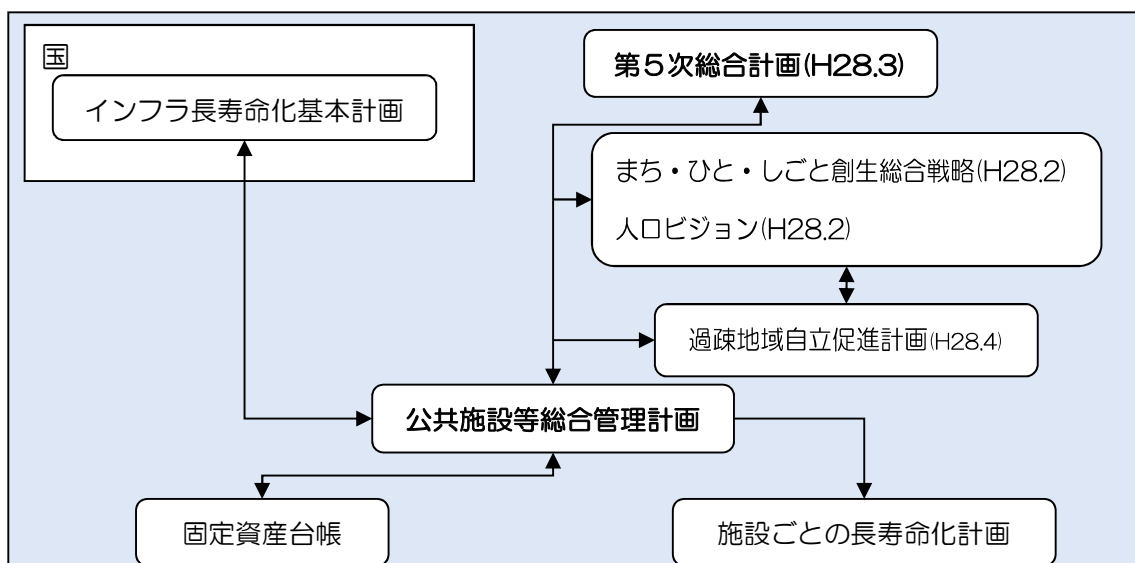 国
インフラ長寿命化基本計画
第5次総合計画(H28.3)
まち・ひと・しごと創生総合戦略(H28.2)
人口ビジョン(H28.2)
過疎地域自立促進計画(H28.4)
公共施設等総合管理計画
固定資産台帳
施設ごとの長寿命化計画